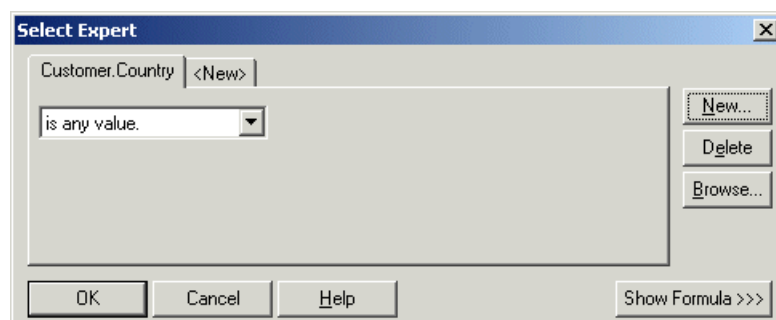 Select Expert
Customer.Country <New>
is any value.
New...
Delete
Browse...
OK Cancel Help Show Formula >>>